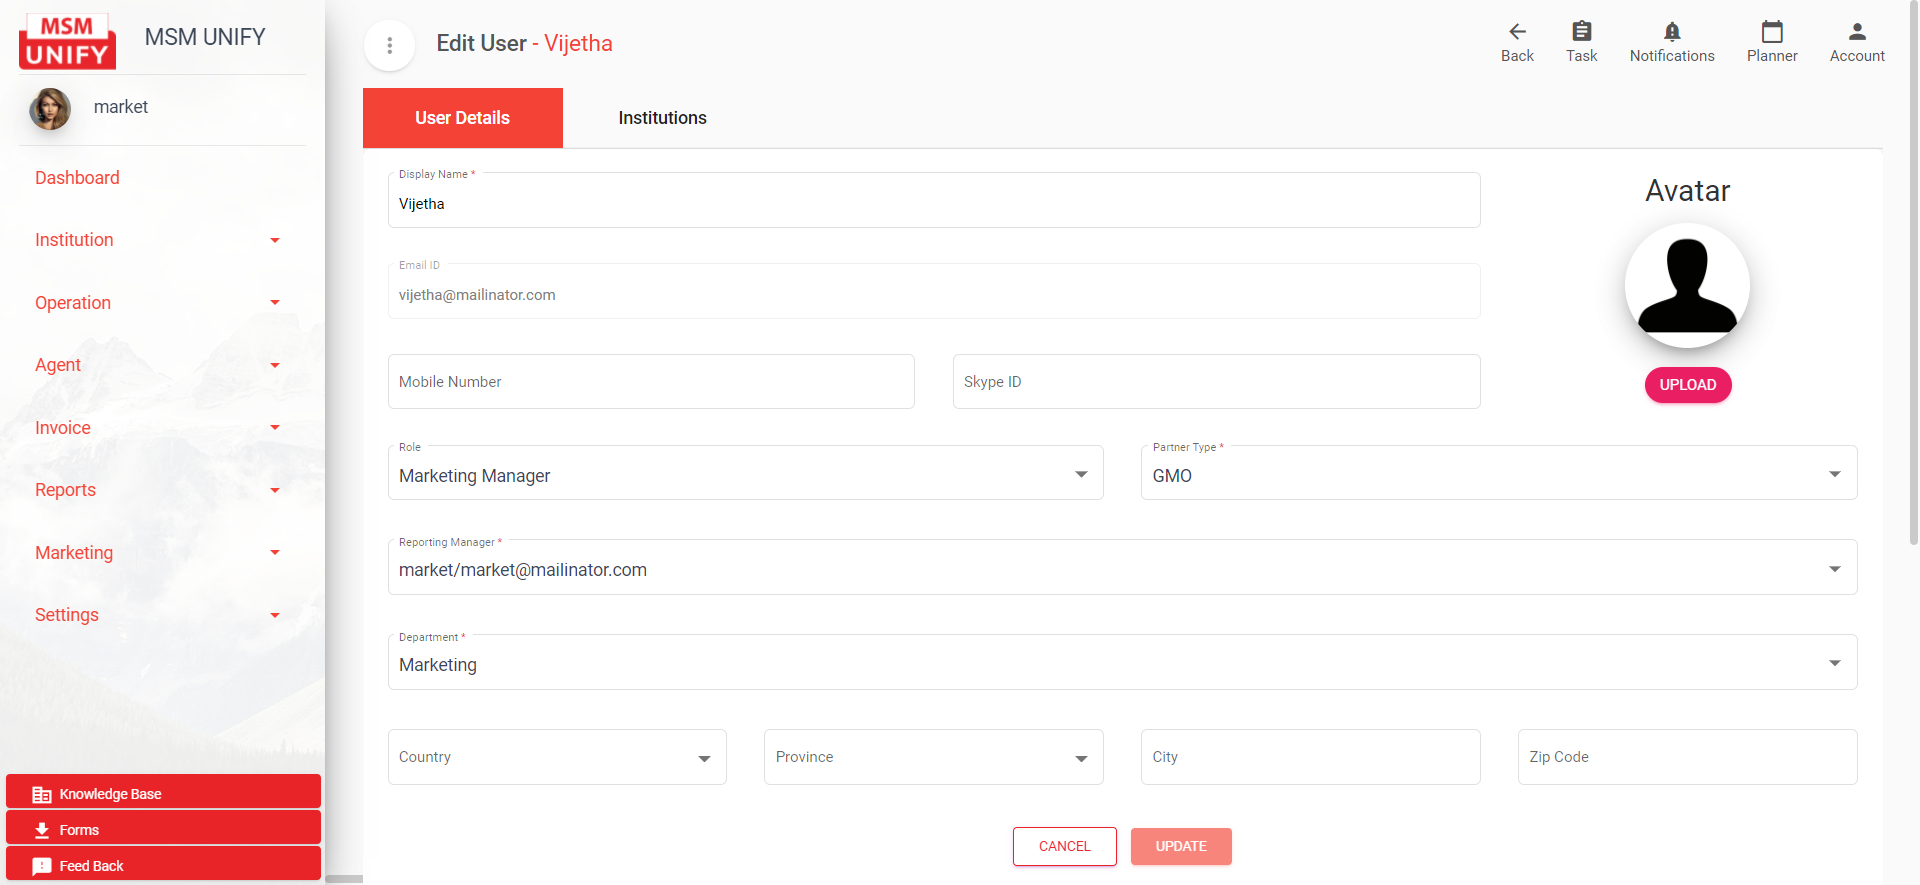 MSM
UNIFY
MSM UNIFY
market
Dashboard
Institution
Operation
Agent
Invoice
Reports
Marketing
Settings
Knowledge Base
Forms
Feed Back
Edit User - Vijetha
Back
Task
Notifications
Planner
Account
User Details
Institutions
Display Name *
Vijetha
Email ID
vijetha@mailinator.com
Mobile Number
Skype ID
Avatar
UPLOAD
Role
Marketing Manager
Partner Type *
GMO
Reporting Manager *
market/market@mailinator.com
Department *
Marketing
Country
Province
City
Zip Code
CANCEL
UPDATE